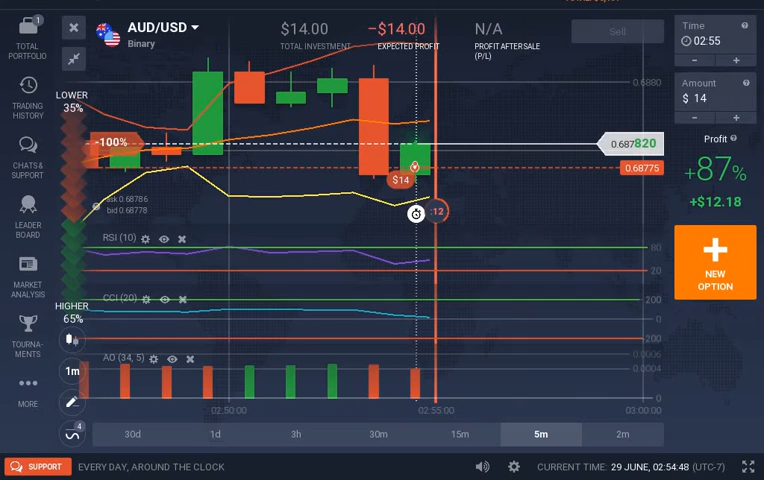 1
TOTAL
PORTFOLIO
TRADING
HISTORY
CHATS &
SUPPORT
LEADER
BOARD
MARKET
ANALYSIS
TOURNA-
MENTS
MORE
AUD/USD
Binary
$14.00
TOTAL INVESTMENT
−$14.00
EXPECTED PROFIT
N/A
PROFIT AFTER SALE
(P/L)
Sell
LOWER
35%
-100%
ask 0.68786
bid 0.68778
HIGHER
65%
0.6880
0.687820
0.68775
$14
:12
RSI (10)
80
20
CCI (20)
200
0
200
AO (34, 5)
0.0006
0.0004
0
1m
4
02:50:00
02:55:00
03:00:00
30d
1d
3h
30m
15m
5m
2m
Time
02:55
−
+
Amount
$ 14
−
+
Profit
+87%
+$12.18
NEW
OPTION
SUPPORT
EVERY DAY, AROUND THE CLOCK
CURRENT TIME: 29 JUNE, 02:54:48 (UTC-7)